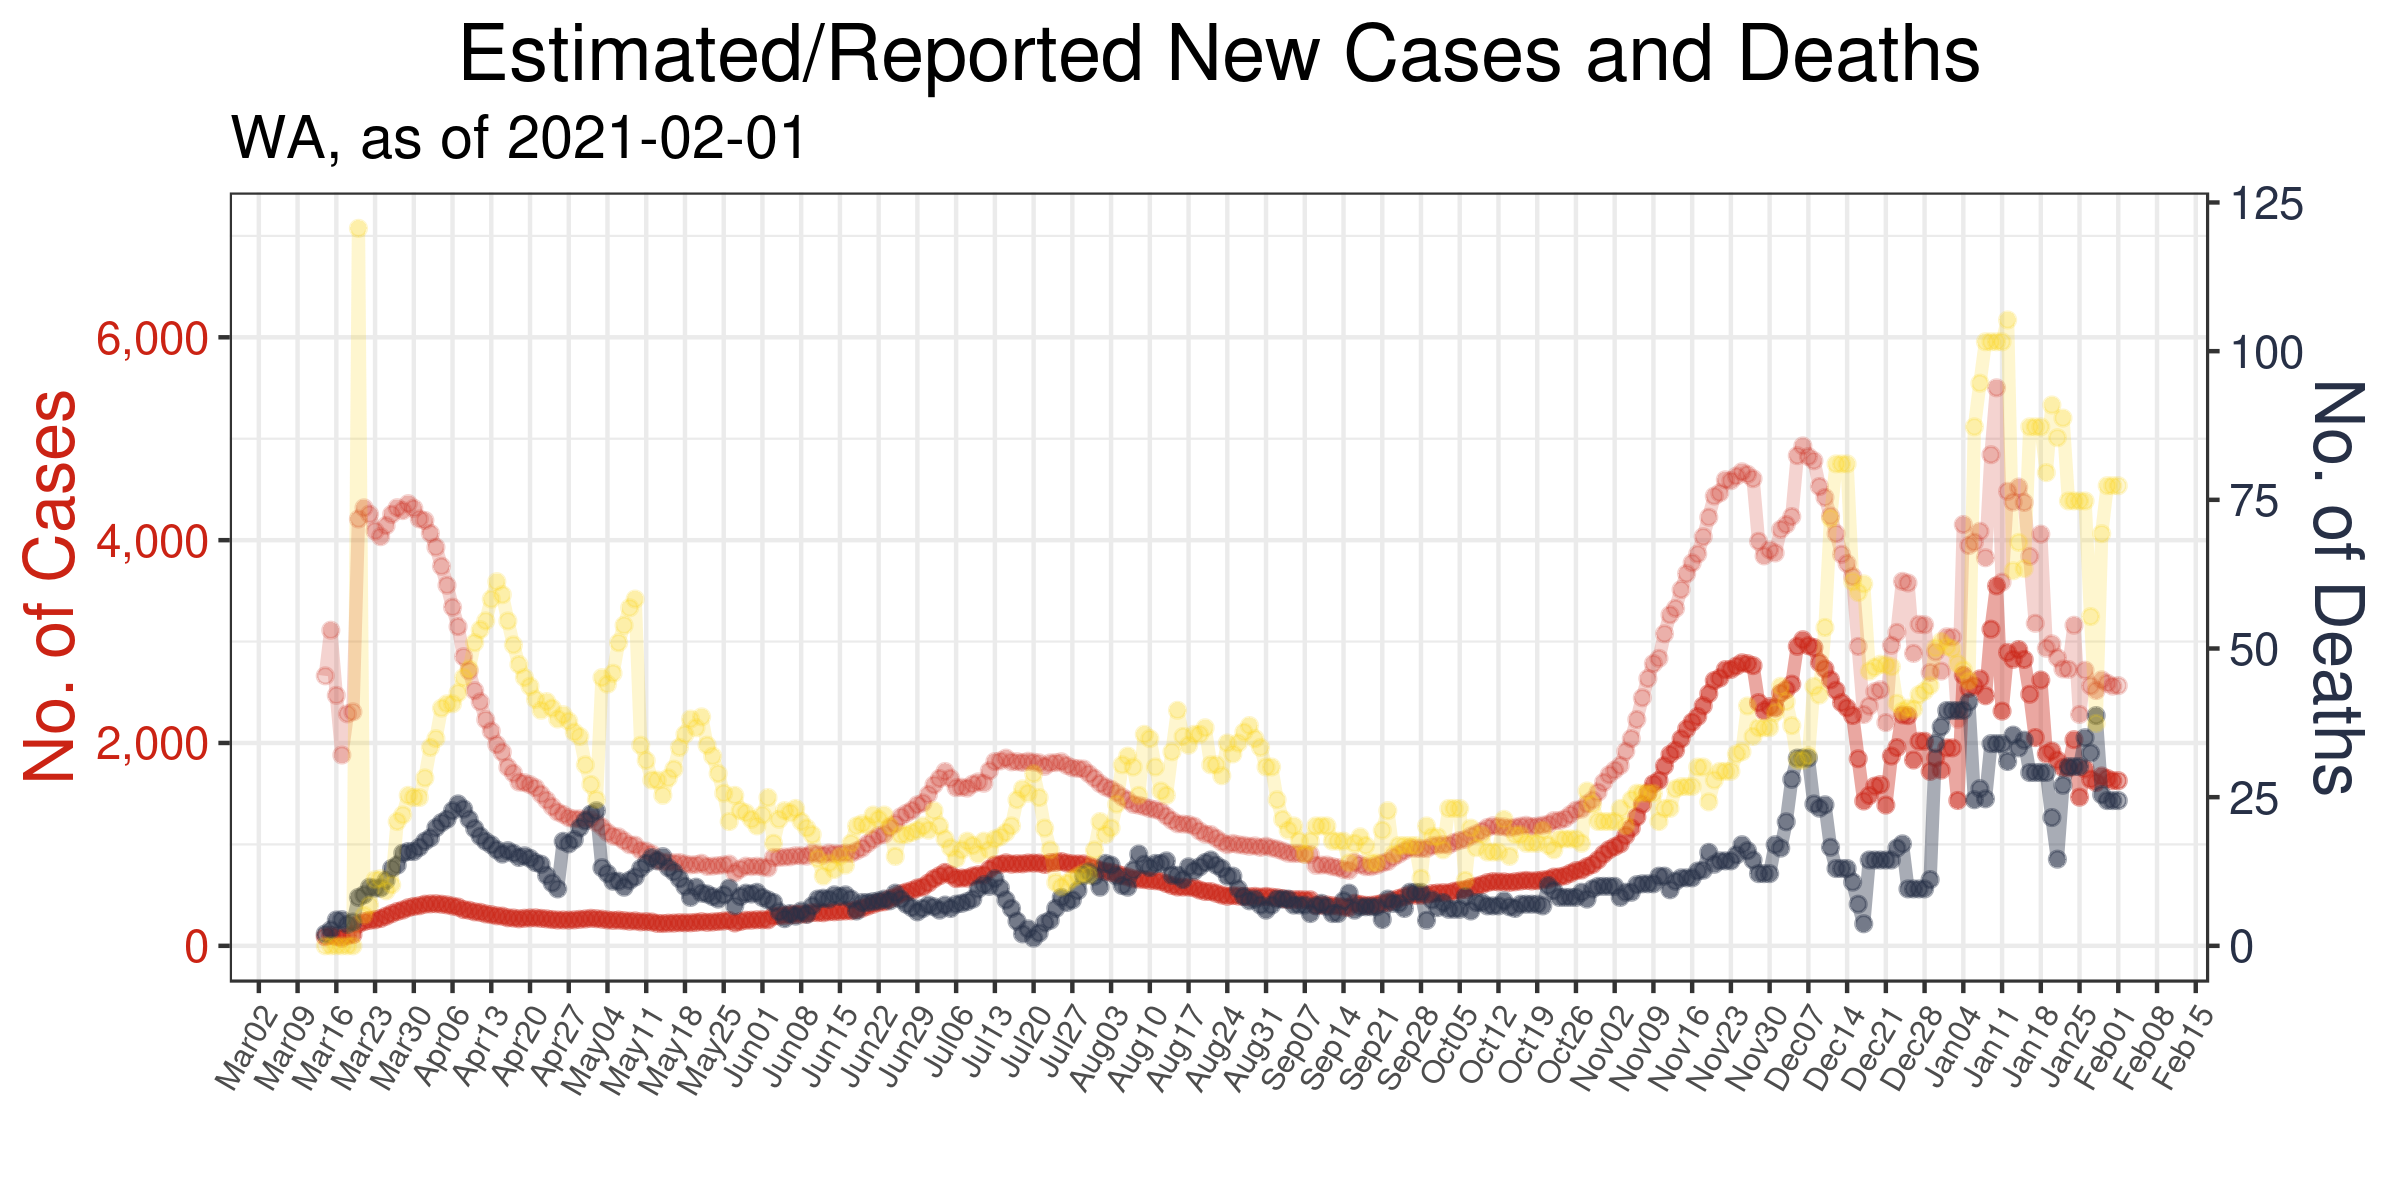 Estimated/Reported New Cases and Deaths
WA, as of 2021-02-01
No. of Cases
6,000
4,000
2,000
0
125
100
75
50
25
0
No. of Deaths
Mar02
Mar09
Mar16
Mar23
Mar30
Apr06
Apr13
Apr20
Apr27
May04
May11
May18
May25
Jun01
Jun08
Jun15
Jun22
Jun29
Jul06
Jul13
Jul20
Jul27
Aug03
Aug10
Aug17
Aug24
Aug31
Sep07
Sep14
Sep21
Sep28
Oct05
Oct12
Oct19
Oct26
Nov02
Nov09
Nov16
Nov23
Nov30
Dec07
Dec14
Dec21
Dec28
Jan04
Jan11
Jan18
Jan25
Feb01
Feb08
Feb15